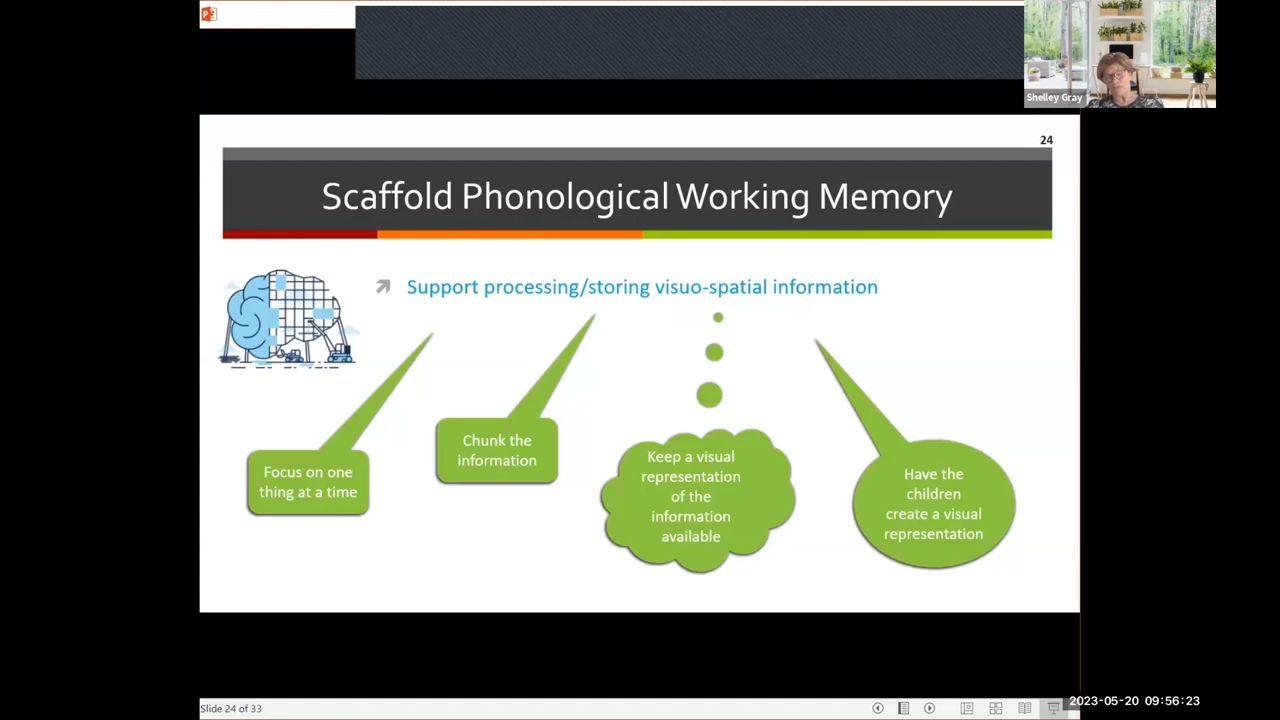 Shelley Gray
24
Scaffold Phonological Working Memory
Support processing/storing visuo-spatial information
Focus on one
thing at a time
Chunk the
information
Keep a visual
representation
of the
information
available
Have the
children
create a visual
representation
Slide 24 of 33
2023-05-20 09:56:23